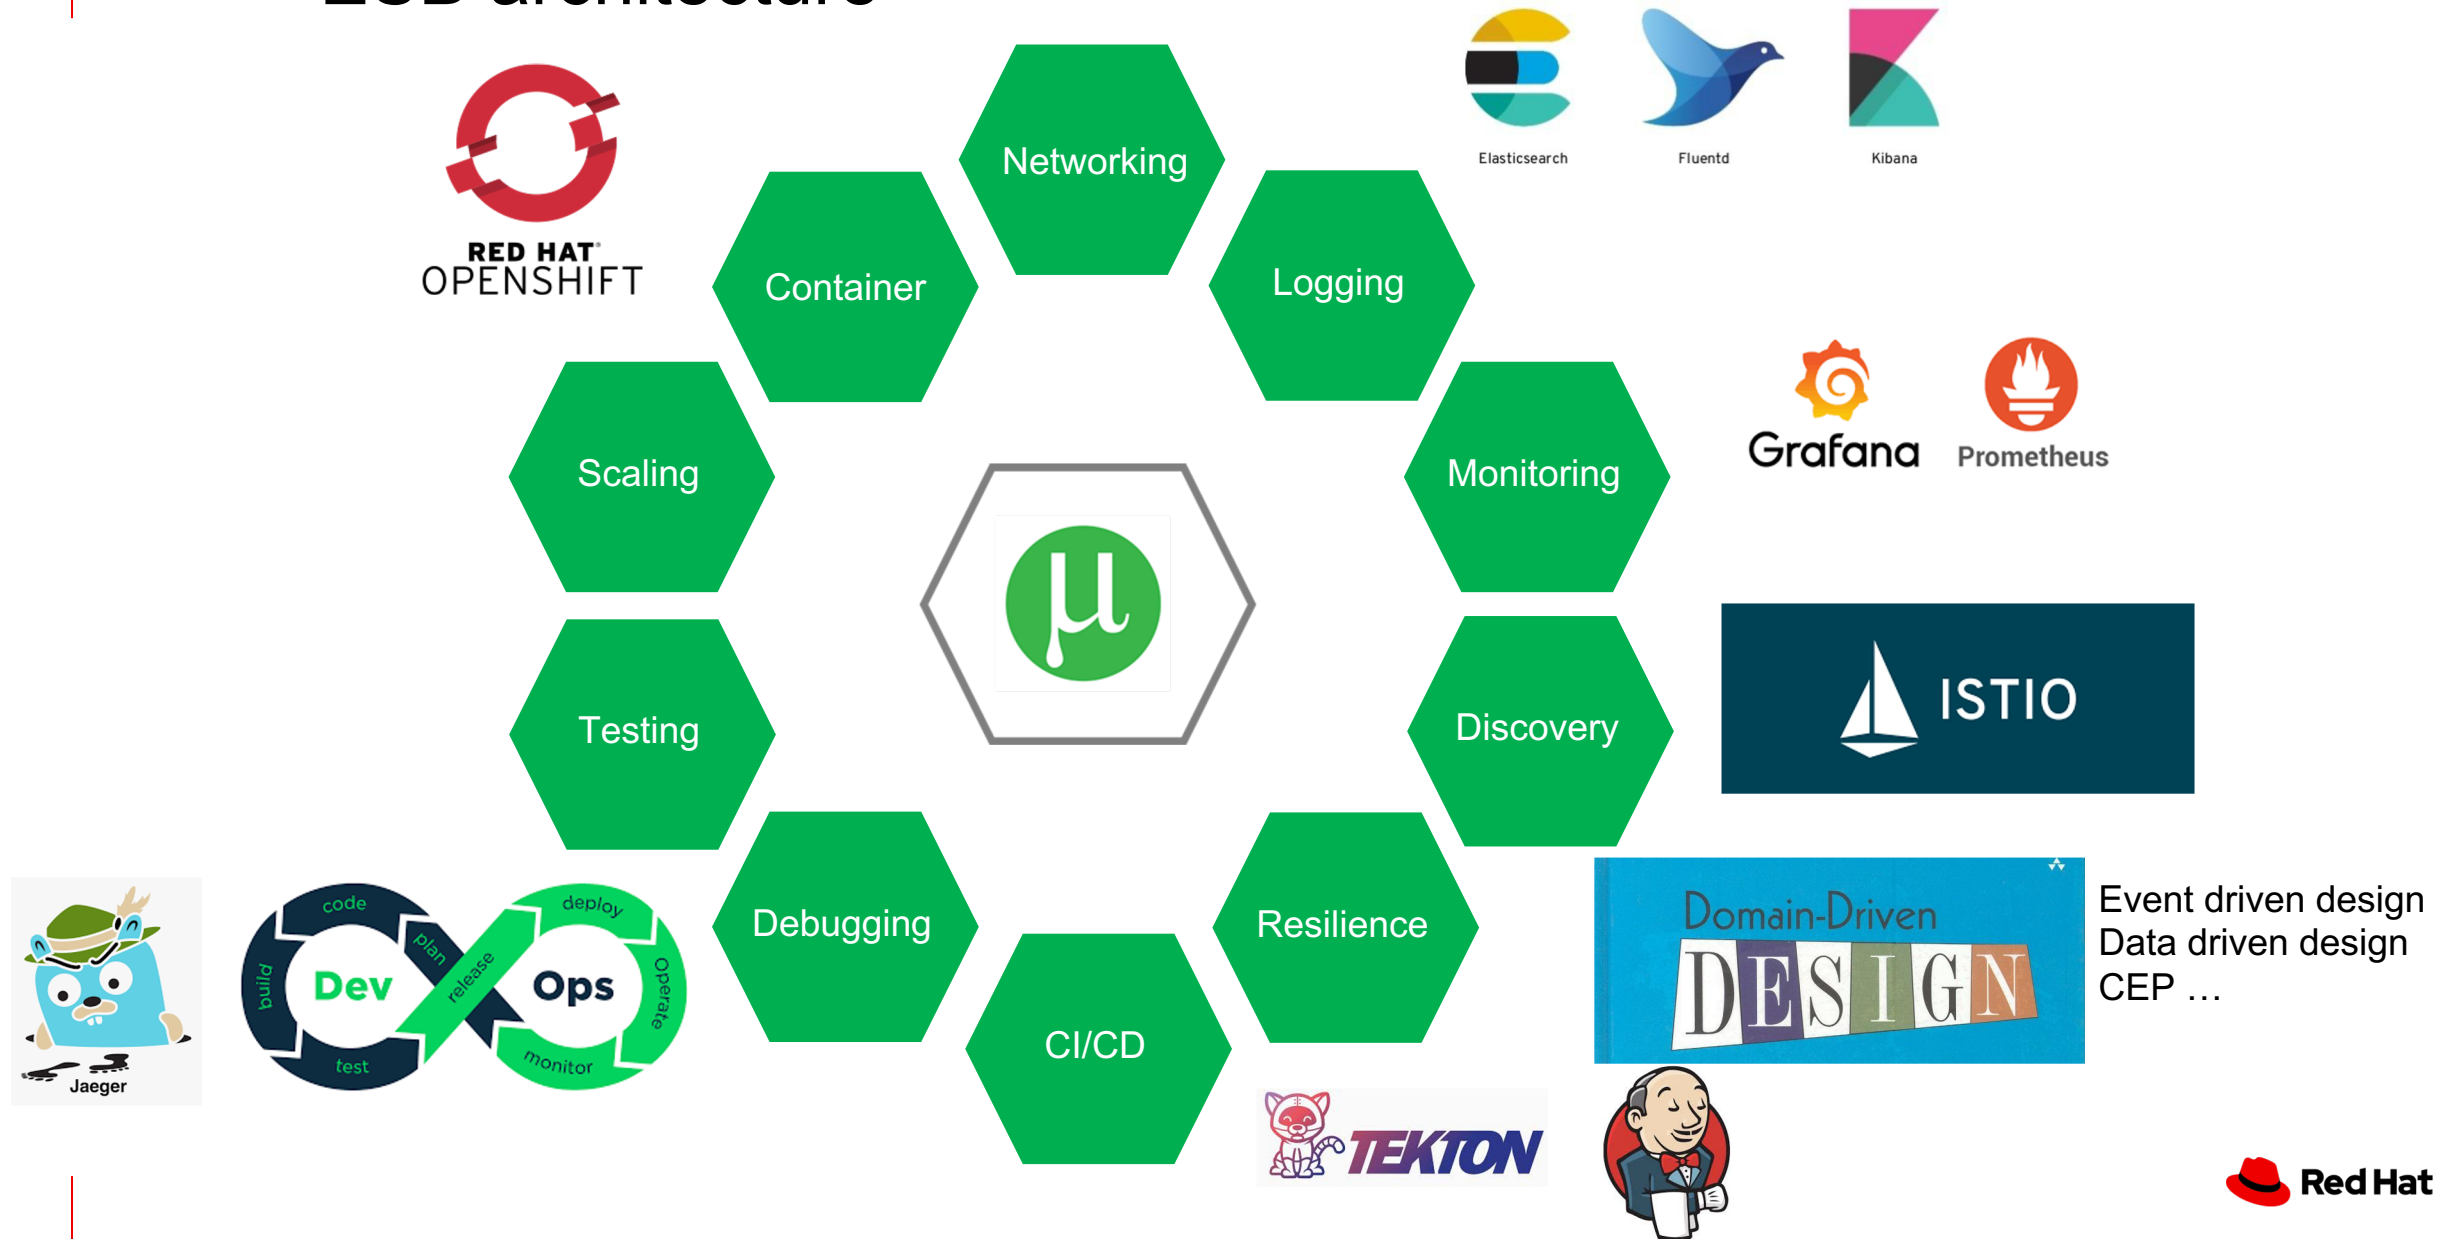 ESB architecture
Networking
Elasticsearch
Fluentd
Kibana
RED HAT
OPENSHIFT
Container
Logging
Scaling
Monitoring
Grafana
Prometheus
µ
Testing
Discovery
ISTIO
Debugging
Resilience
CI/CD
Domain-Driven
DESIGN
Event driven design
Data driven design
CEP …
Jaeger
Dev
Ops
code
plan
build
test
release
deploy
Operate
monitor
TEKTON
Red Hat